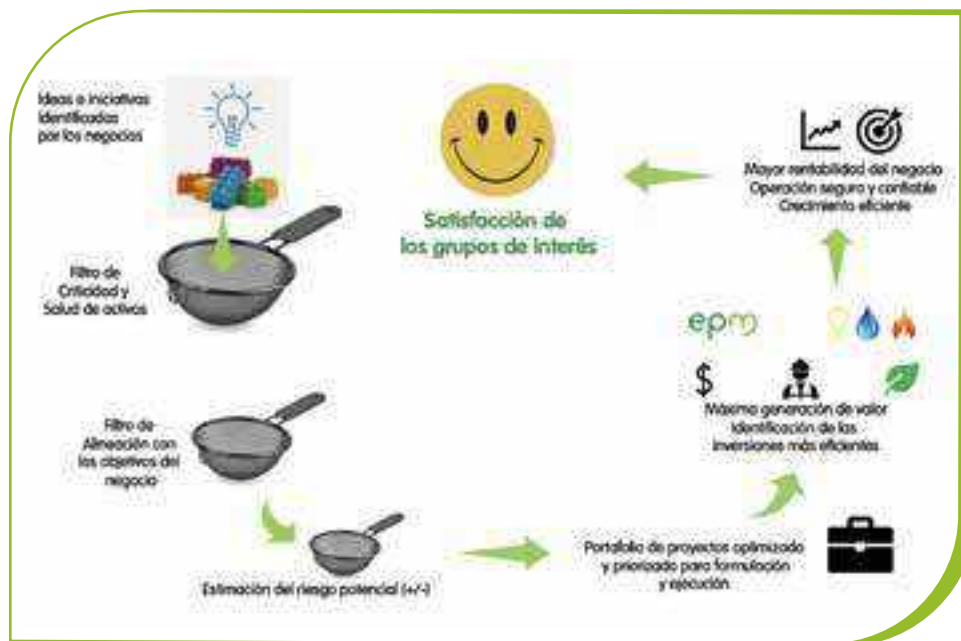 Ideas e iniciativas
identificadas
por los negocios
Filtro de
Criticidad y
Salud de activos
Filtro de
Alineación con
los objetivos del
negocio
Estimación del riesgo potencial (+/-)
Portafolio de proyectos optimizado
y priorizado para formulación
y ejecución
epm
$
Máxima generación de valor
Identificación de las
inversiones más eficientes
Mayor rentabilidad del negocio
Operación segura y confiable
Crecimiento eficiente
Satisfacción de
los grupos de interés